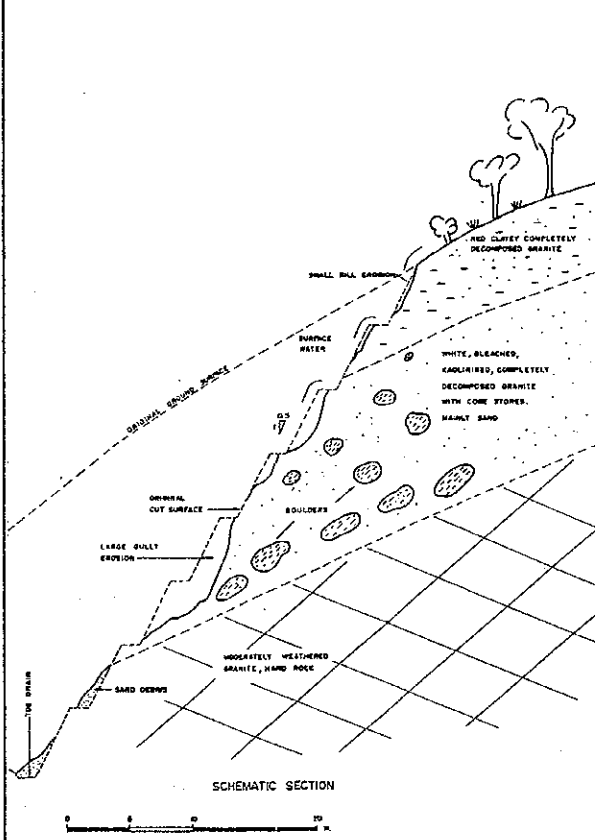 RED CLAYEY COMPLETELY
DECOMPOSED GRANITE
SMALL RILL EROSION
SURFACE
WATER
WHITE, BLEACHED,
KAOLINISED, COMPLETELY
DECOMPOSED GRANITE
WITH CORE STONES.
MAINLY SAND
ORIGINAL GROUND SURFACE
0.5
1
ORIGINAL
CUT SURFACE
BOULDERS
LARGE GULLY
EROSION
MODERATELY WEATHERED
GRANITE, HARD ROCK
SAND DEBRIS
TOE DRAIN
SCHEMATIC SECTION
0
10
20